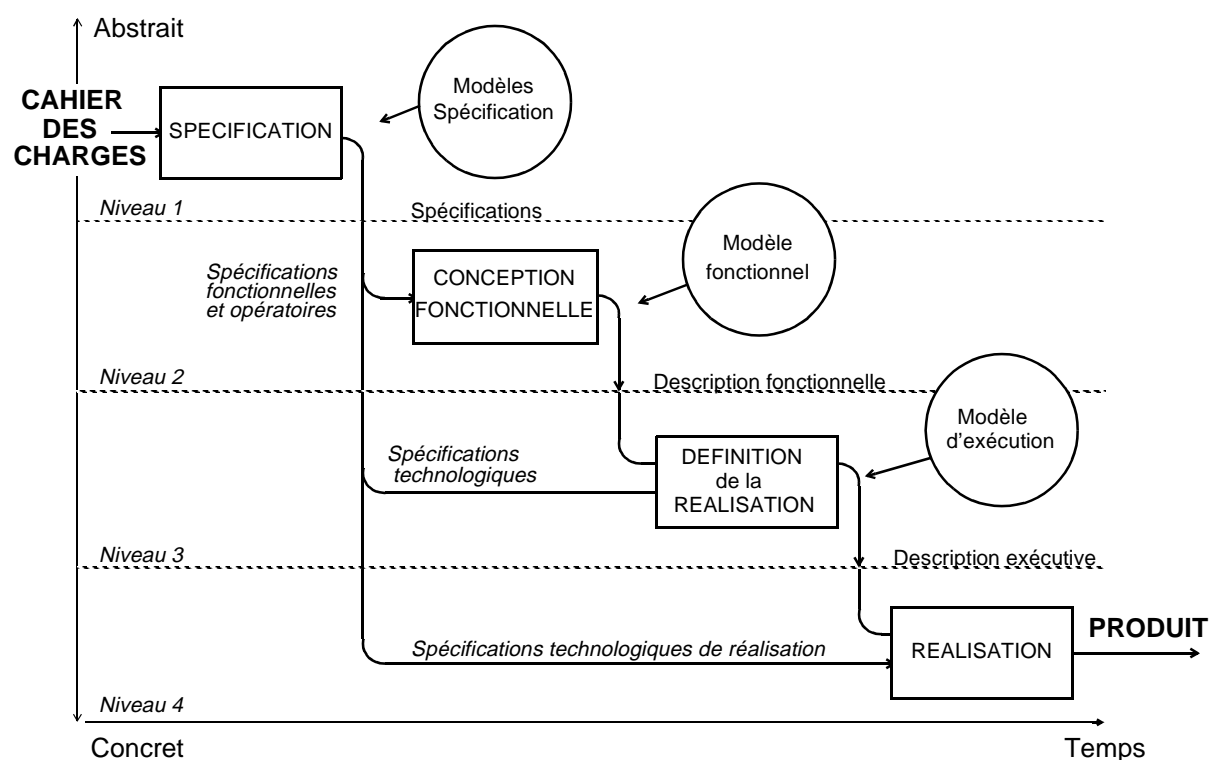 Abstrait
Modèles
Spécification
CAHIER
DES
CHARGES
SPECIFICATION
Niveau 1
Spécifications
Modèle
fonctionnel
Spécifications
fonctionnelles
et opératoires
CONCEPTION
FONCTIONNELLE
Niveau 2
Description fonctionnelle
Modèle
d'exécution
Spécifications
technologiques
DEFINITION
de la
REALISATION
Niveau 3
Description exécutive
PRODUIT
Spécifications technologiques de réalisation
REALISATION
Niveau 4
Concret
Temps